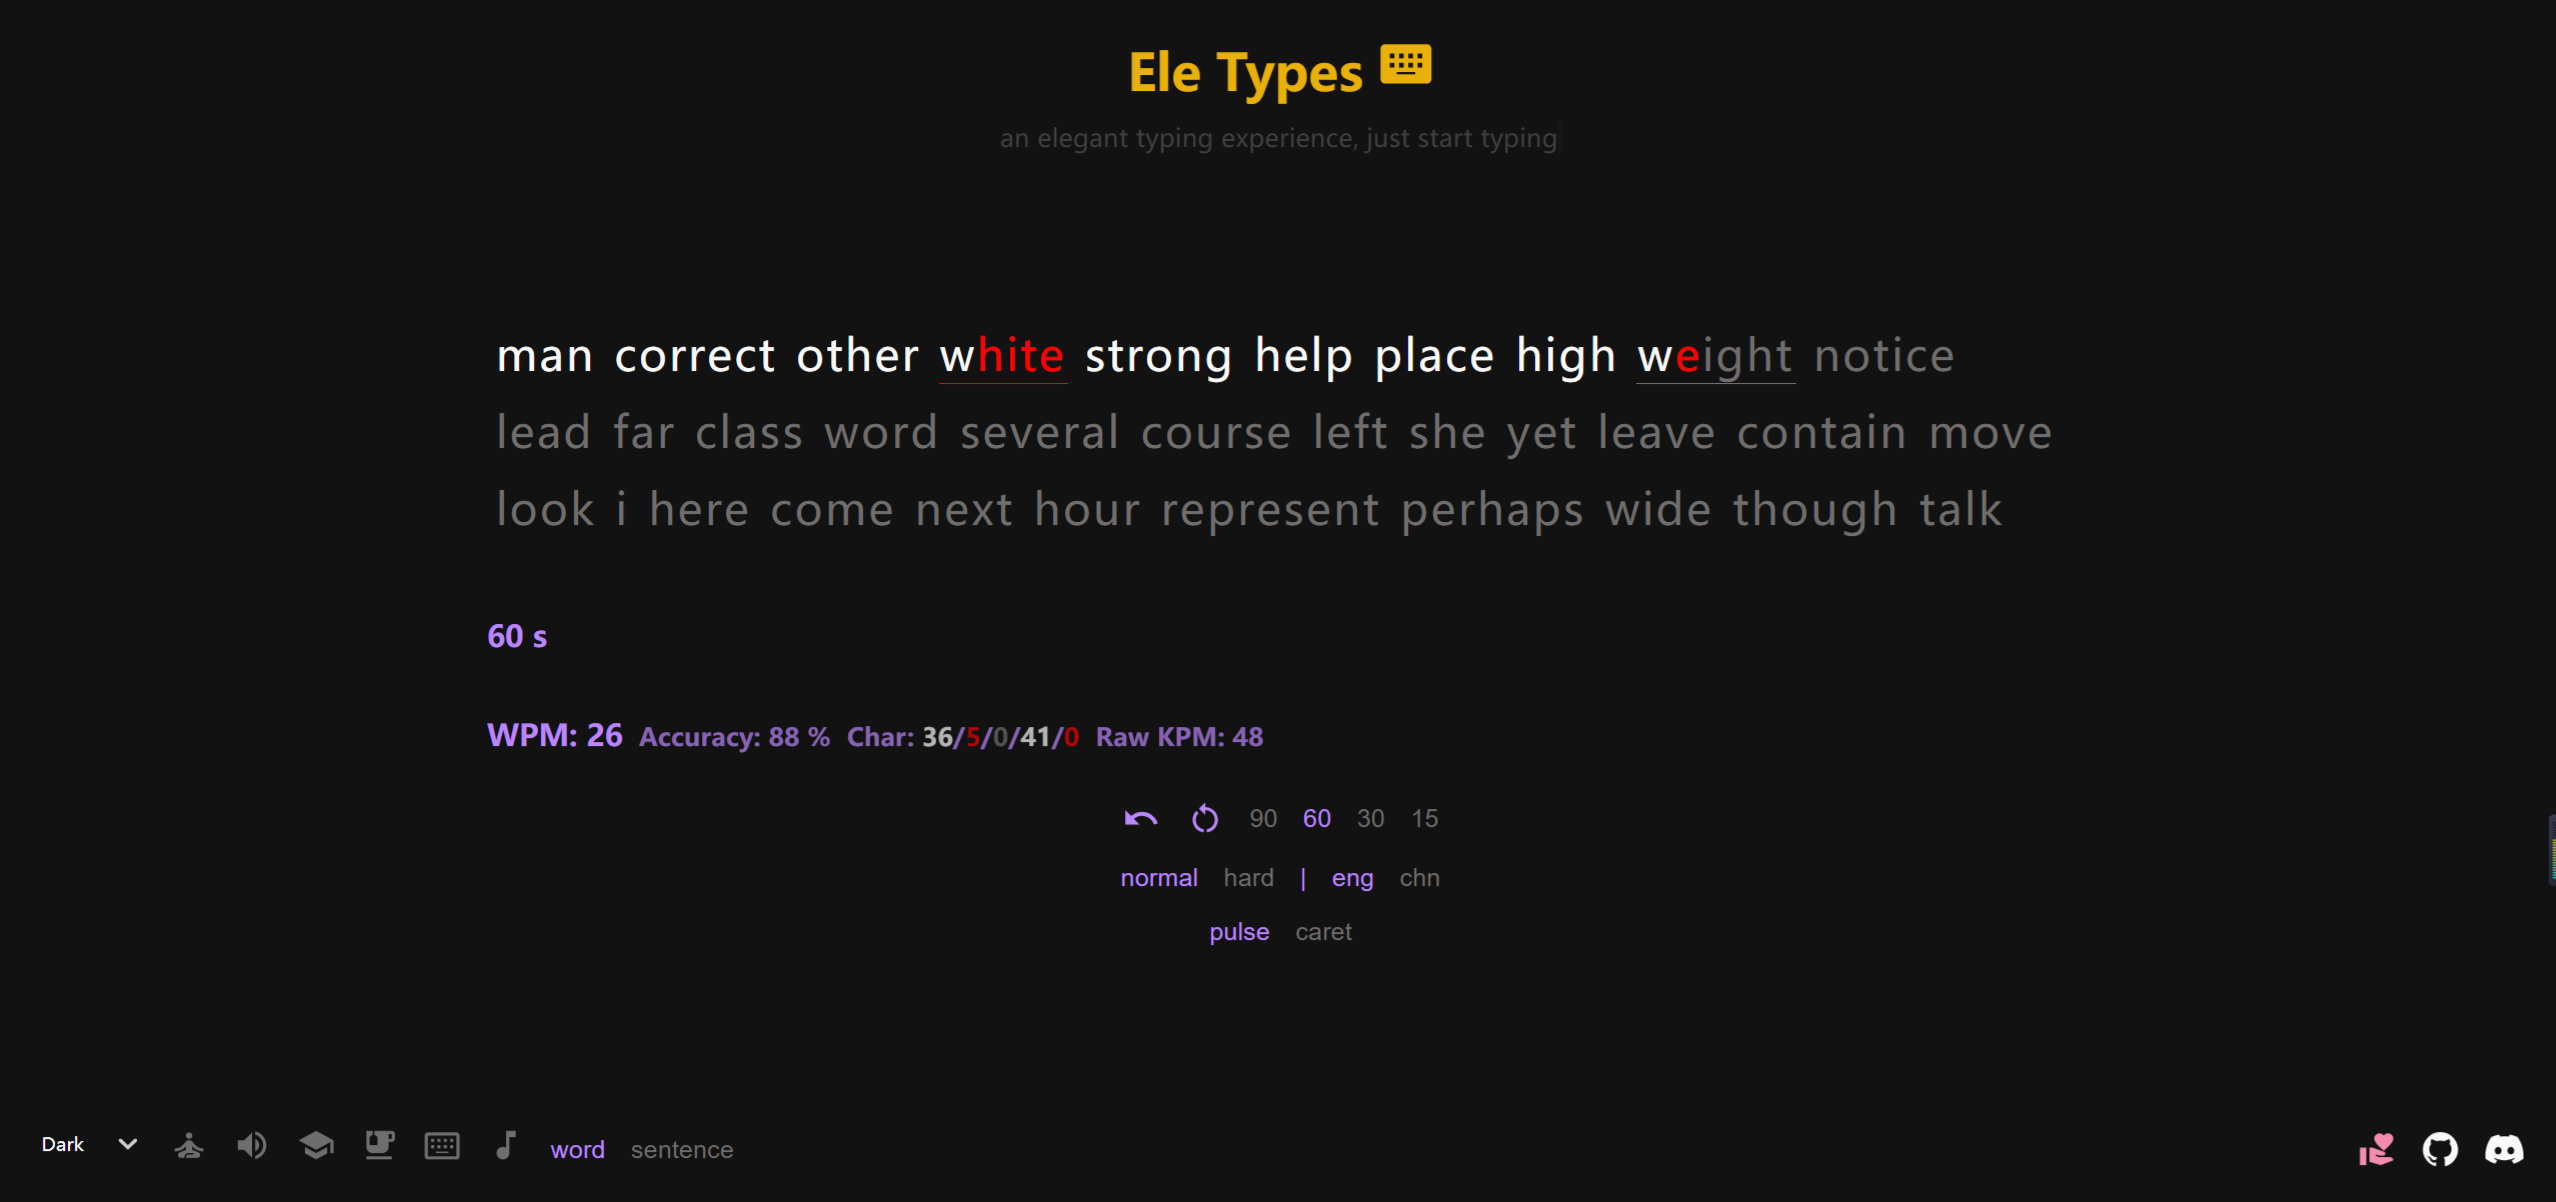 Ele Types
an elegant typing experience, just start typing
man correct other white strong help place high weight notice
lead far class word several course left she yet leave contain move
look i here come next hour represent perhaps wide though talk
60 s
WPM: 26 Accuracy: 88 % Char: 36/5/0/41/0 Raw KPM: 48
90 60 30 15
normal hard | eng chn
pulse caret
Dark word sentence